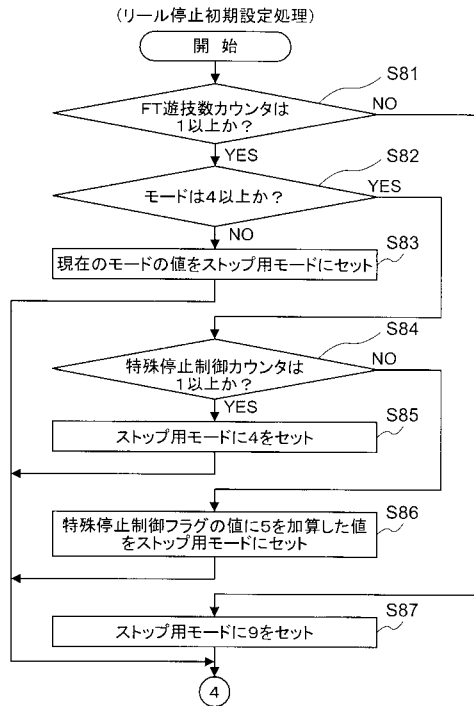 (リール停止初期設定処理)
開 始
S81
FT遊技数カウンタは
1以上か?
NO
YES
S82
モードは4以上か?
YES
NO
S83
現在のモードの値をストップ用モードにセット
S84
特殊停止制御カウンタは
1以上か?
NO
YES
S85
ストップ用モードに4をセット
S86
特殊停止制御フラグの値に5を加算した値
をストップ用モードにセット
S87
ストップ用モードに9をセット
4